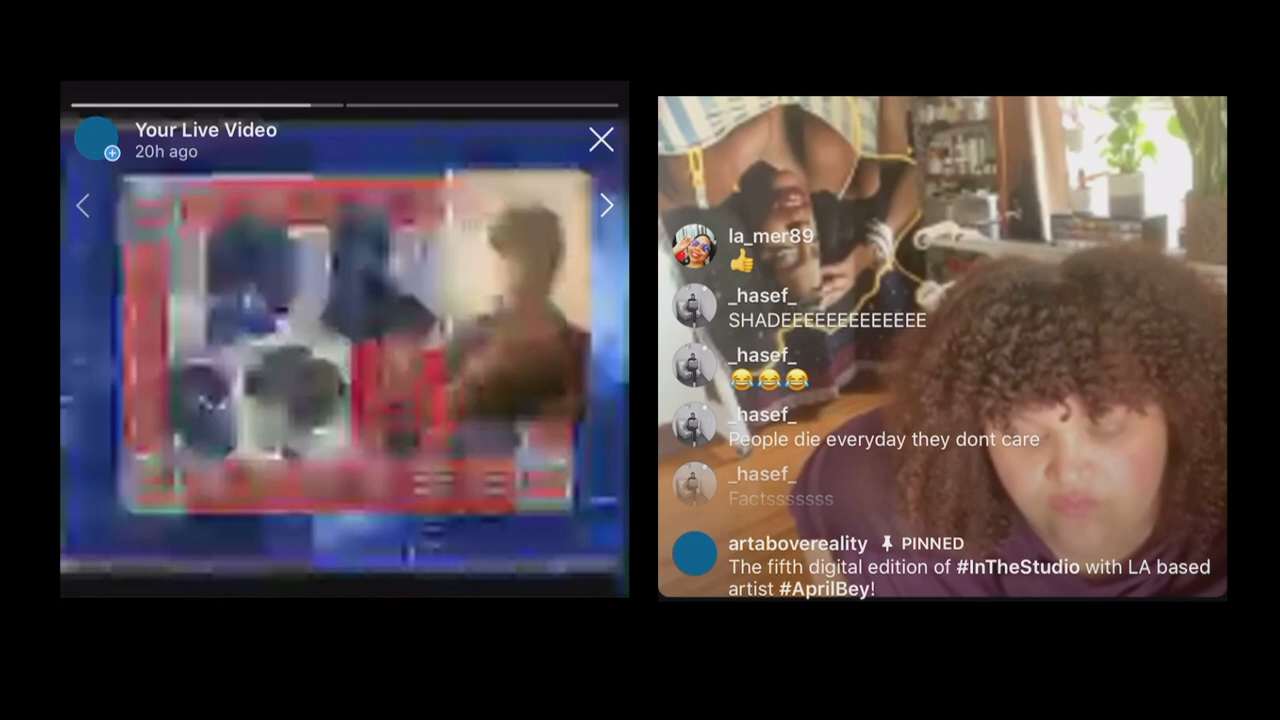 Your Live Video
20h ago
la_mer89
👍
_hasef_
SHADEEEEEEEEEEEEE
_hasef_
😂😂😂
_hasef_
People die everyday they dont care
_hasef_
Factsssssss
artabovereality PINNED
The fifth digital edition of #InTheStudio with LA based
artist #AprilBey!